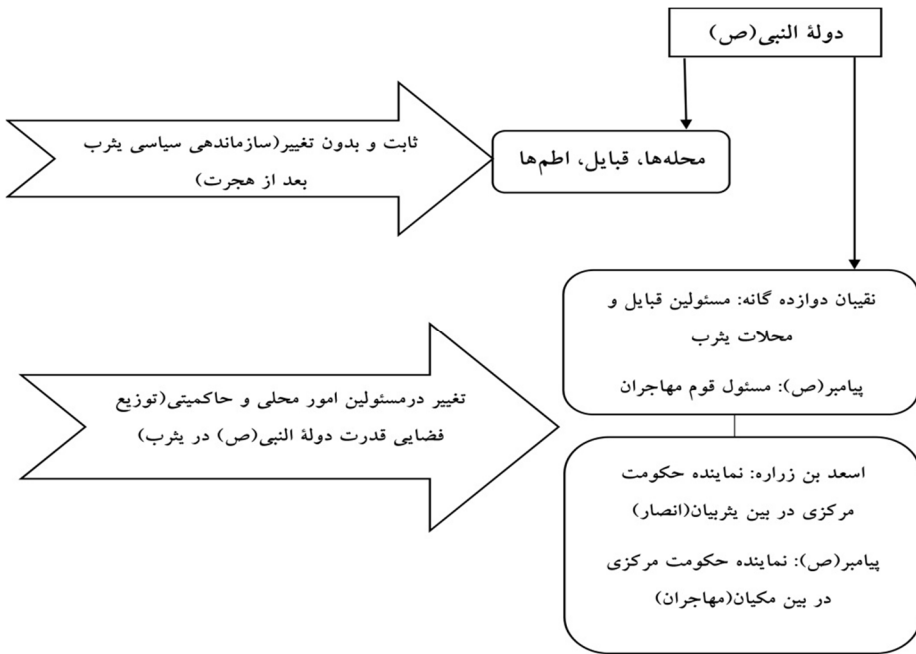 دولة النبی(ص)
ثابت و بدون تغییر(سازماندهی سیاسی یثرب
بعد از هجرت)
محله‌ها، قبایل، اطم‌ها
نقیبان دوازده گانه: مسئولین قبایل و
محلات یثرب
پیامبر(ص): مسئول قوم مهاجران
تغییر درمسئولین امور محلی و حاکمیتی(توزیع
فضایی قدرت دولة النبی(ص) در یثرب)
اسعد بن زراره: نماینده حکومت
مرکزی در بین یثربیان(انصار)
پیامبر(ص): نماینده حکومت مرکزی
در بین مکیان(مهاجران)